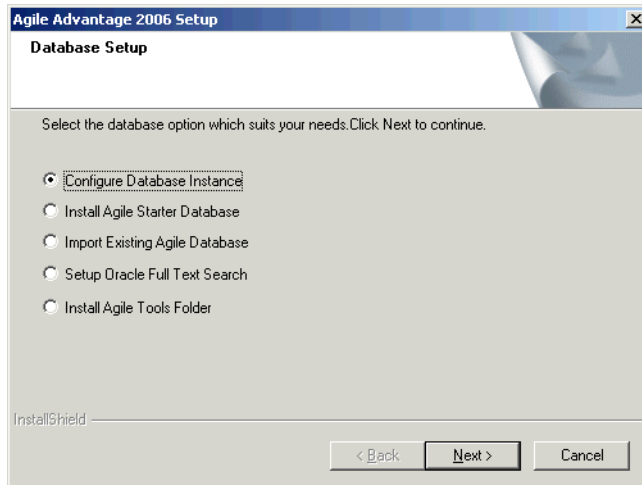 Agile Advantage 2006 Setup
Database Setup
Select the database option which suits your needs.Click Next to continue.
Configure Database Instance
Install Agile Starter Database
Import Existing Agile Database
Setup Oracle Full Text Search
Install Agile Tools Folder
InstallShield
< Back Next > Cancel